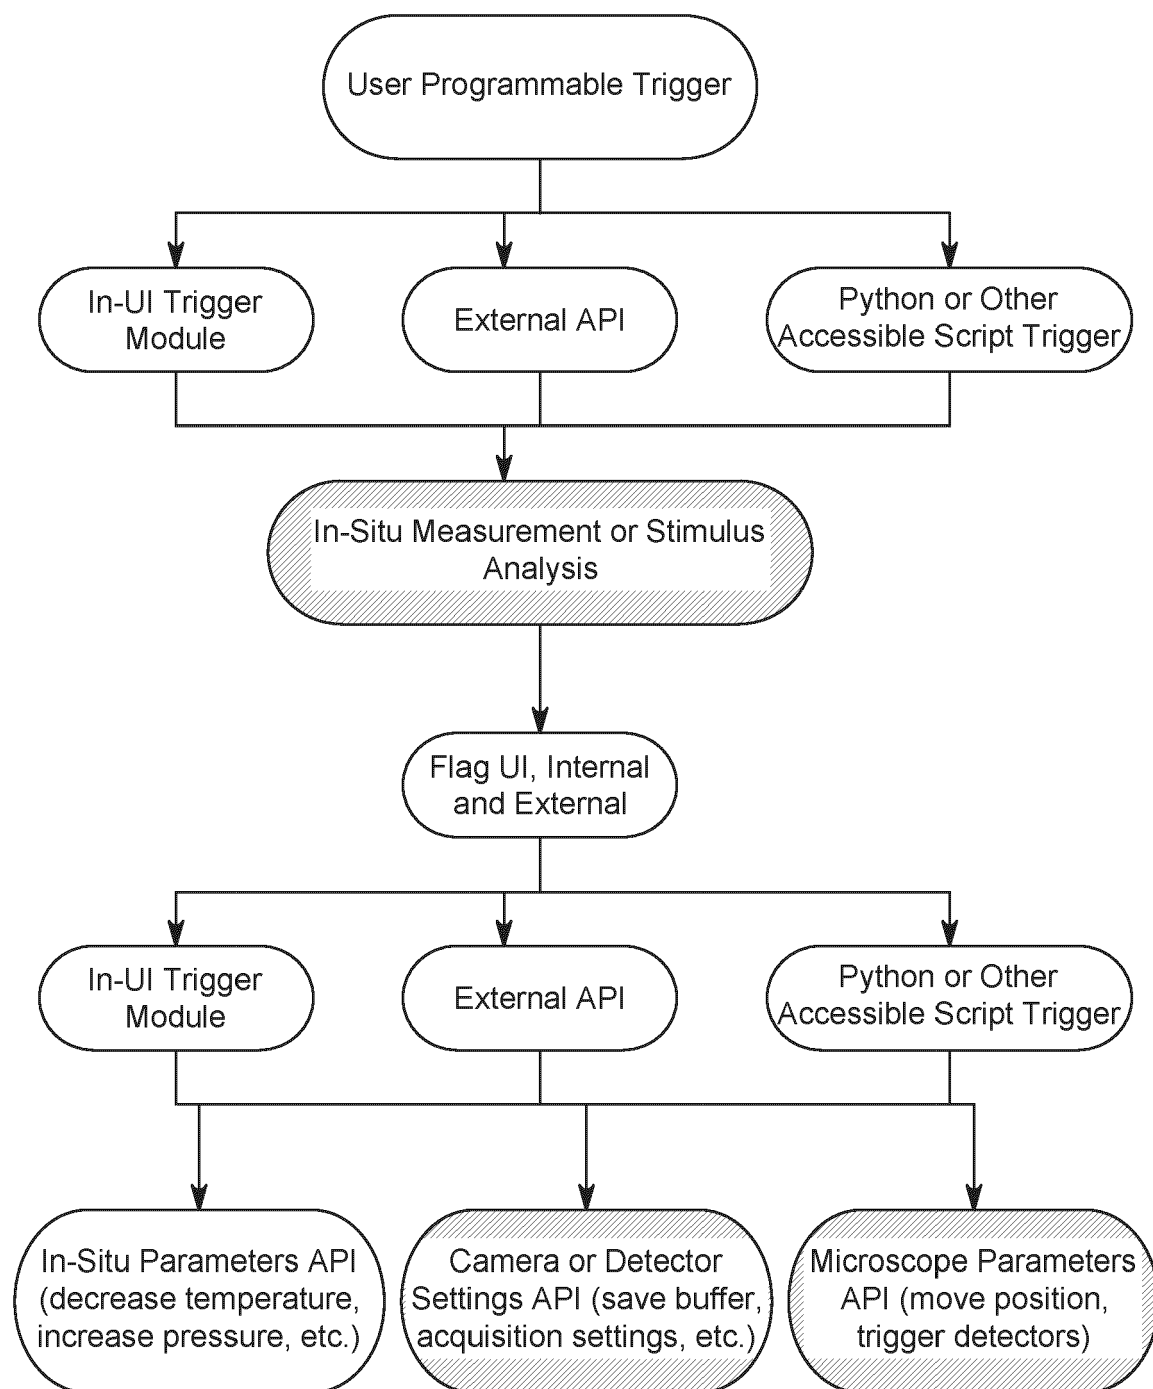 User Programmable Trigger
In-UI Trigger
Module
External API
Python or Other
Accessible Script Trigger
In-Situ Measurement or Stimulus
Analysis
Flag UI, Internal
and External
In-UI Trigger
Module
External API
Python or Other
Accessible Script Trigger
In-Situ Parameters API
(decrease temperature,
increase pressure, etc.)
Camera or Detector
Settings API (save buffer,
acquisition settings, etc.)
Microscope Parameters
API (move position,
trigger detectors)